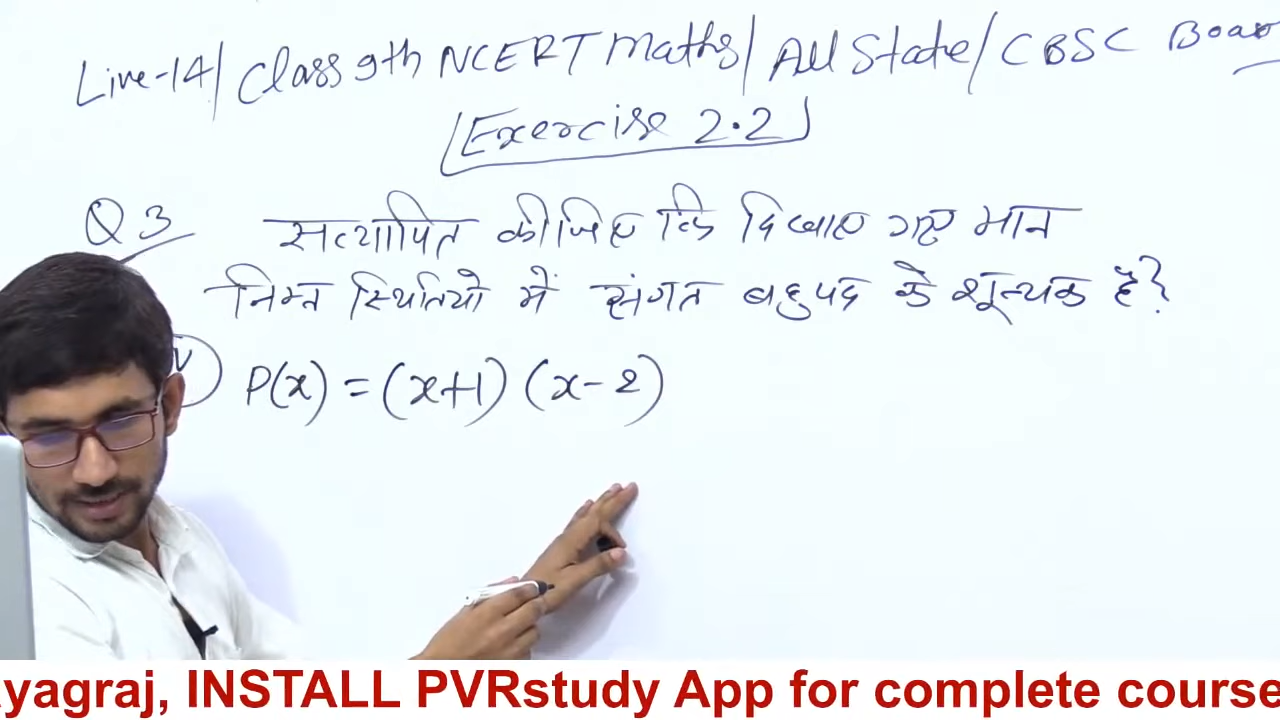 Live-14/ Class 9th NCERT Maths/ All State/ CBSC Boar
Exercise 2.2
Q 3 सत्यापित कीजिए कि दिखाए गए मान
निम्न स्थितियों में संगत बहुपद के शून्यक है?
P(x) = (x+1) (x-2)
yagraj, INSTALL PVRstudy App for complete course